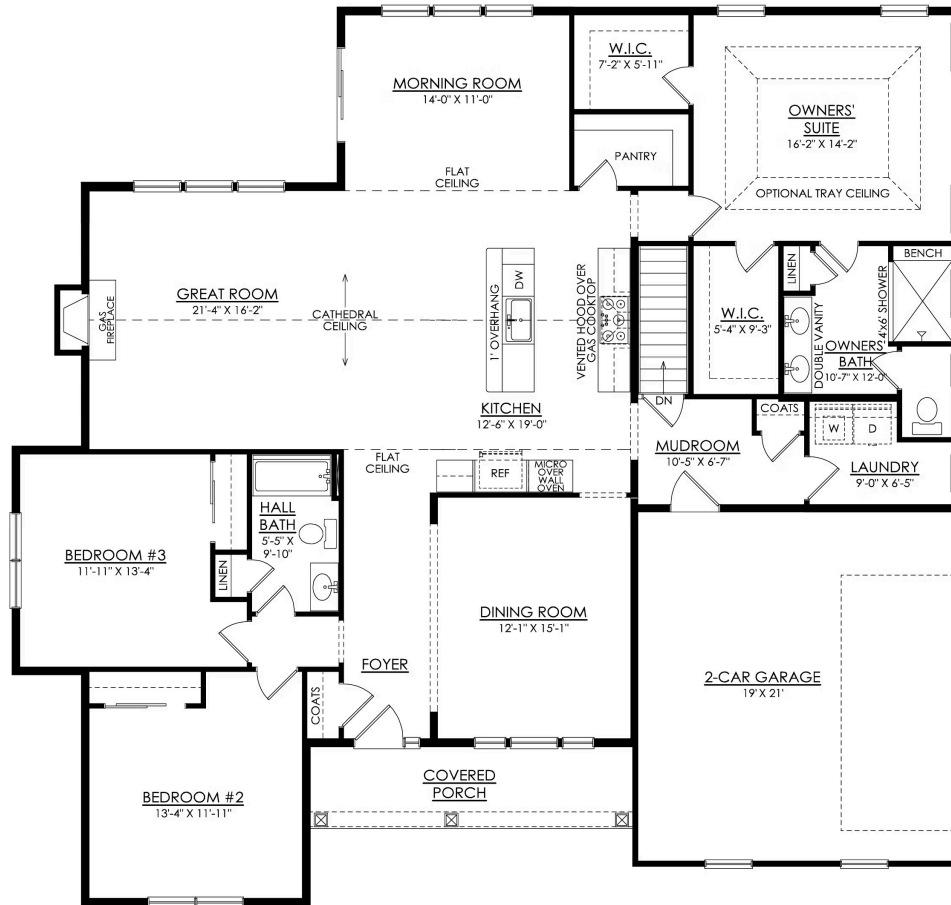 W.I.C.
7'-2" X 5'-11"
MORNING ROOM
14'-0" X 11'-0"
OWNERS'
SUITE
16'-2" X 14'-2"
PANTRY
FLAT
CEILING
OPTIONAL TRAY CEILING
GREAT ROOM
21'-4" X 16'-2"
GAS
FIREPLACE
CATHEDRAL
CEILING
1' OVERHANG
DW
VENTED HOOD OVER
GAS COOKTOP
KITCHEN
12'-6" X 19'-0"
DN
W.I.C.
5'-4" X 9'-3"
LINEN
DOUBLE VANITY
4x6' SHOWER
BENCH
OWNERS'
BATH
10'-7" X 12'-0"
COATS
W
D
MUDROOM
10'-5" X 6'-7"
LAUNDRY
9'-0" X 6'-5"
FLAT
CEILING
REF
MICRO
OVER
WALL
OVEN
HALL
BATH
5'-5" X
9'-10"
BEDROOM #3
11'-11" X 13'-4"
LINEN
DINING ROOM
12'-1" X 15'-1"
FOYER
COATS
2-CAR GARAGE
19' X 21'
COVERED
PORCH
BEDROOM #2
13'-4" X 11'-11"